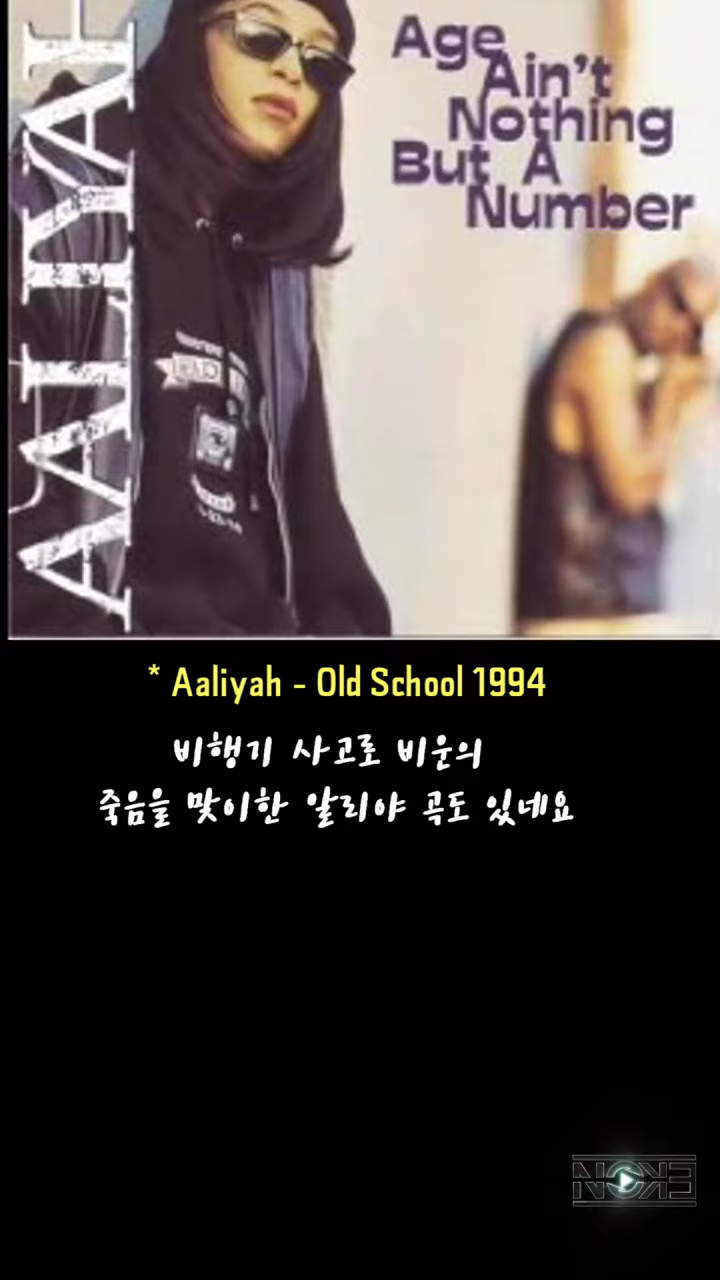 AALIYAH
Age
Ain't
Nothing
But A
Number
* Aaliyah - Old School 1994
비행기 사고로 비운의
죽음을 맞이한 알리야 곡도 있네요